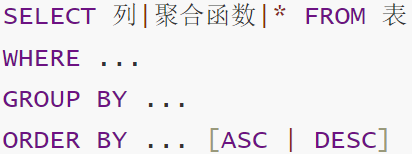 SELECT 列|聚合函数|* FROM 表
WHERE ...
GROUP BY ...
ORDER BY ... [ASC | DESC]